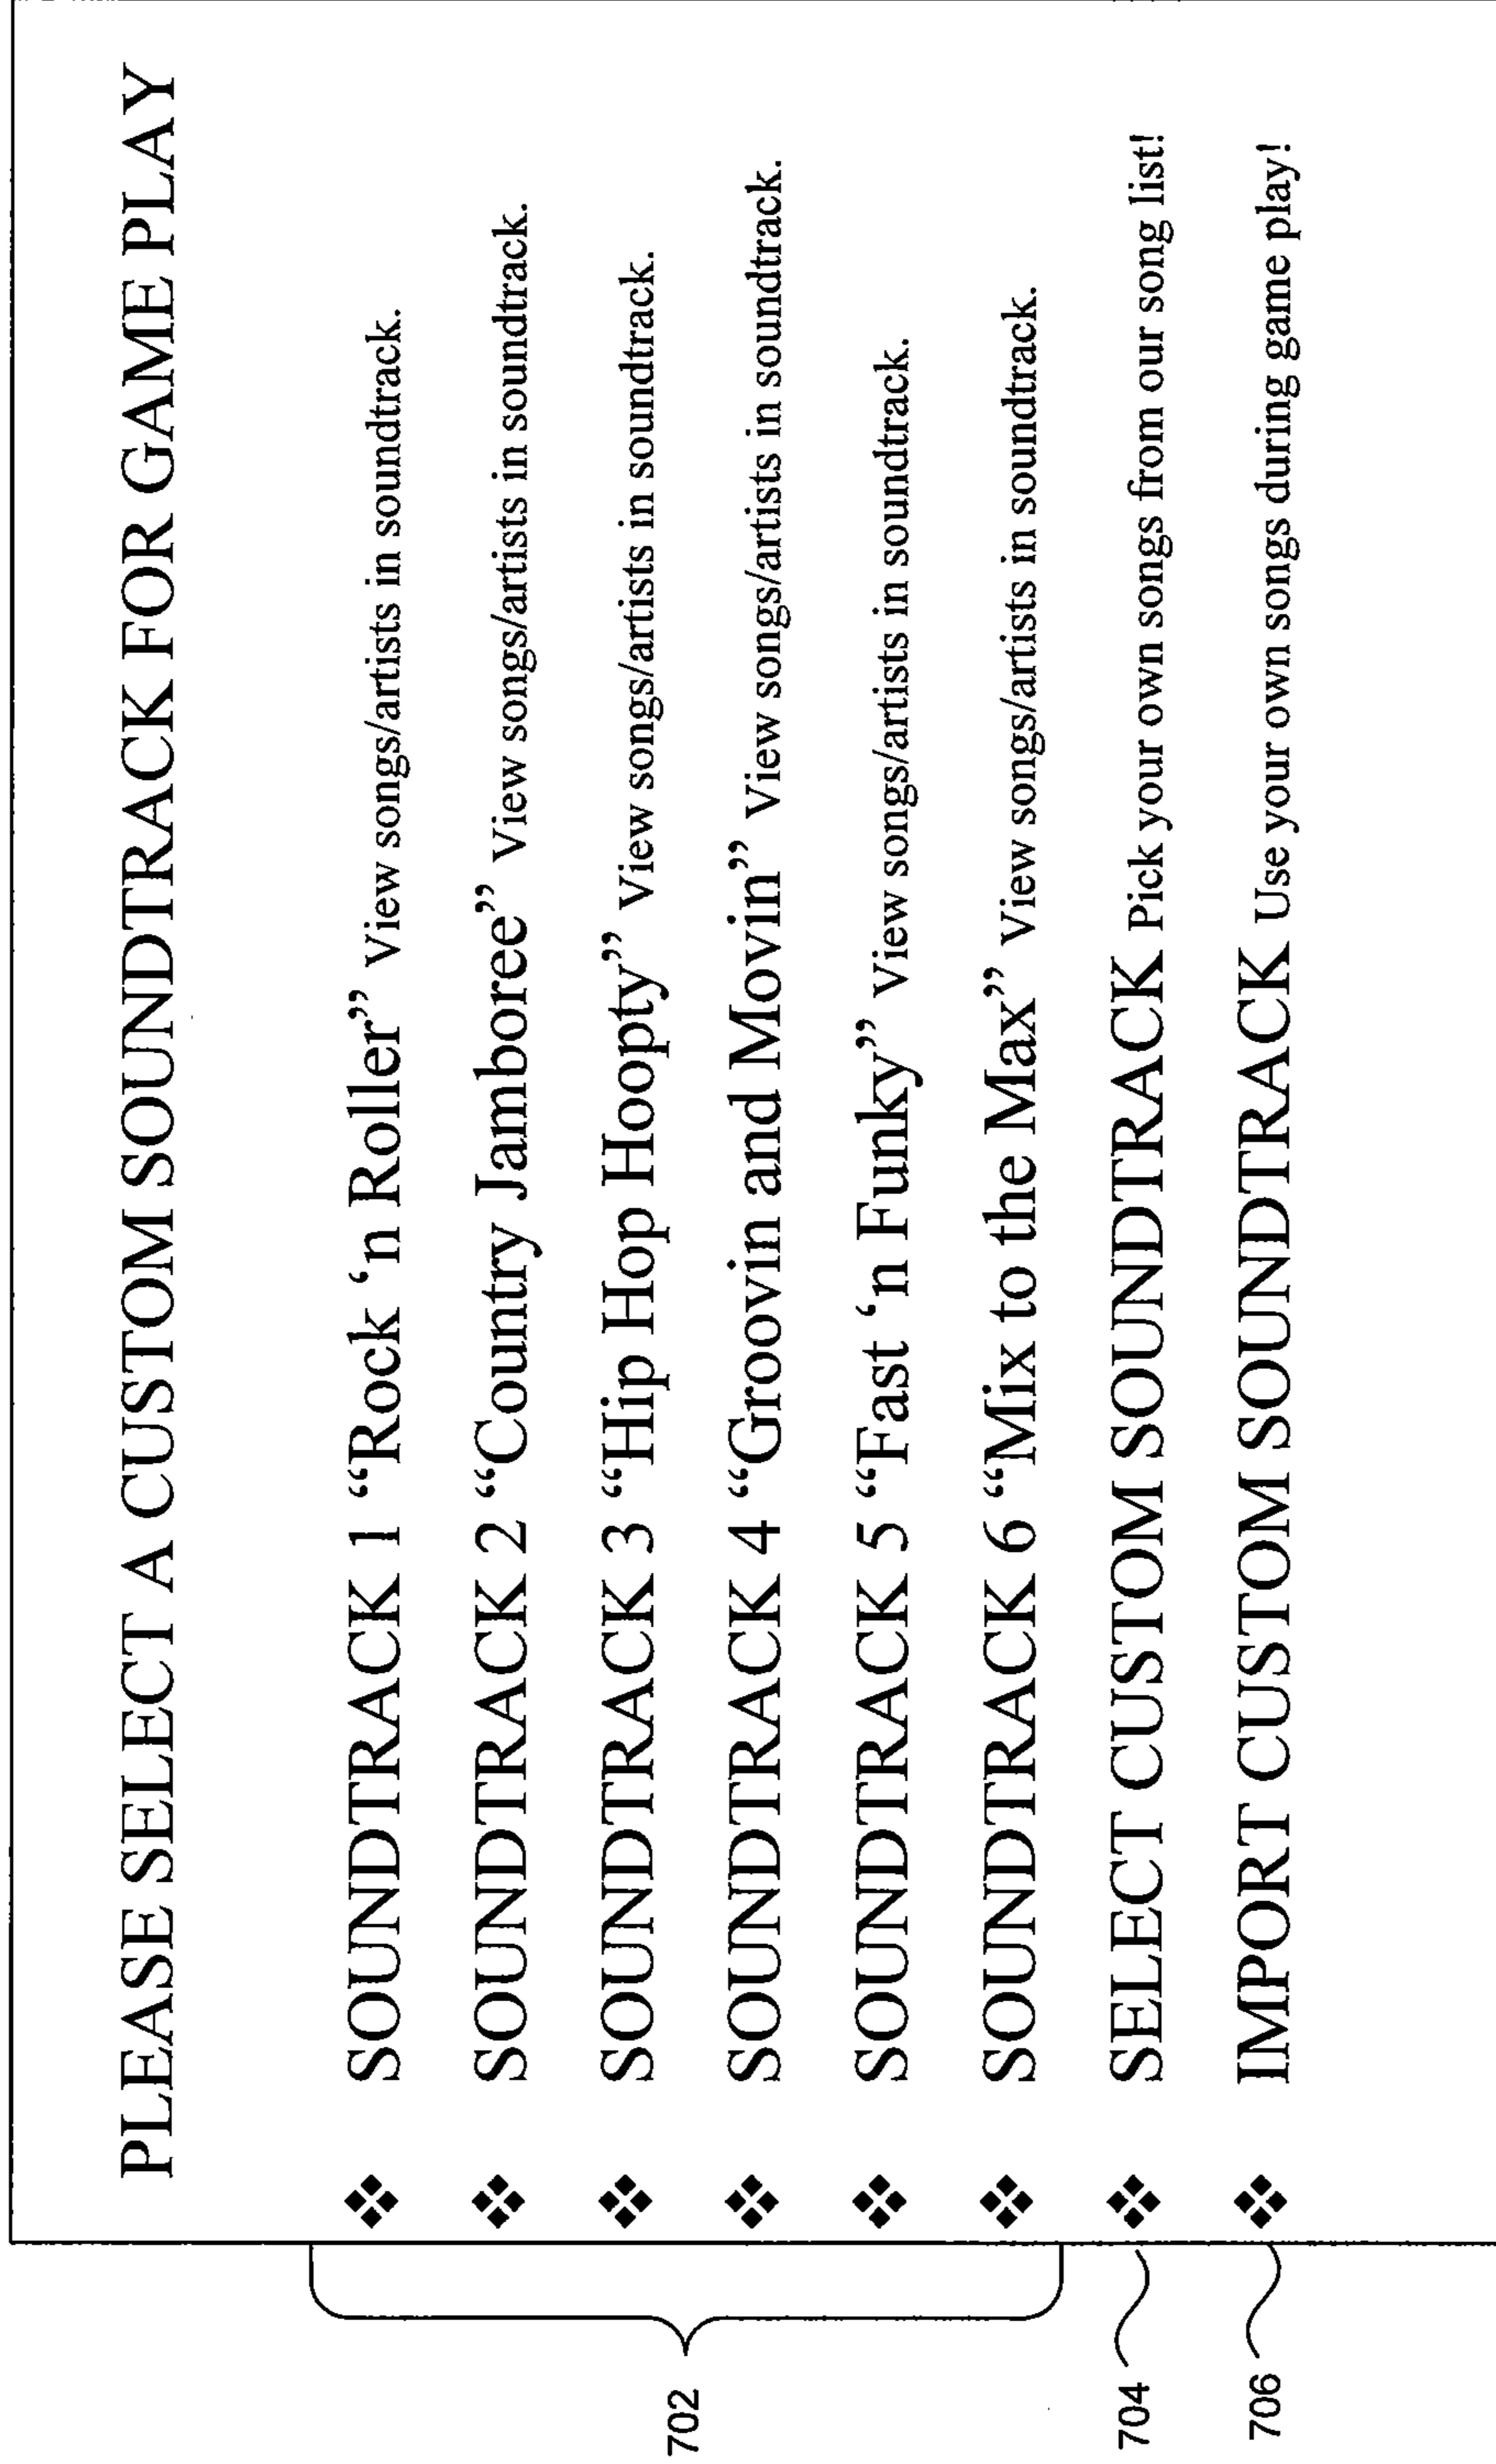 PLEASE SELECT A CUSTOM SOUNDTRACK FOR GAME PLAY
❖ SOUNDTRACK 1 “Rock ‘n Roller” View songs/artists in soundtrack.
❖ SOUNDTRACK 2 “Country Jamboree” View songs/artists in soundtrack.
❖ SOUNDTRACK 3 “Hip Hop Hoopty” View songs/artists in soundtrack.
❖ SOUNDTRACK 4 “Groovin and Movin” View songs/artists in soundtrack.
❖ SOUNDTRACK 5 “Fast ‘n Funky” View songs/artists in soundtrack.
❖ SOUNDTRACK 6 “Mix to the Max” View songs/artists in soundtrack.
❖ SELECT CUSTOM SOUNDTRACK Pick your own songs from our song list!
❖ IMPORT CUSTOM SOUNDTRACK Use your own songs during game play!
702
704
706